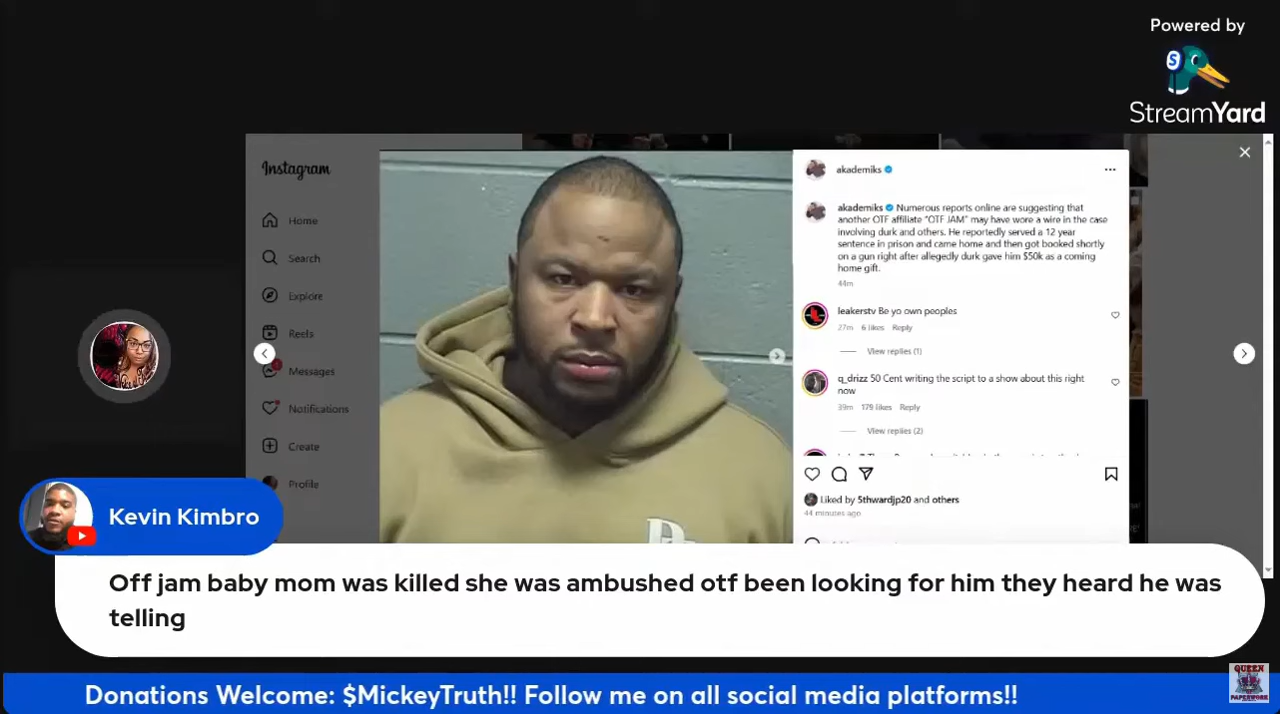 Powered by
StreamYard
Instagram
Home
Search
Explore
Reels
Messages
Notifications
Create
Profile
akademiks
akademiks Numerous reports online are suggesting that
another OTF affiliate "OTF JAM" may have wore a wire in the case
involving durk and others. He reportedly served a 12 year
sentence in prison and came home and then got booked shortly
on a gun right after allegedly durk gave him $50k as a coming
home gift.
44m
leakerstv Be yo own peoples
27m 6 likes Reply
View replies (1)
q_drizz 50 Cent writing the script to a show about this right
now
39m 179 likes Reply
View replies (2)
Liked by 5thwardjp20 and others
44 minutes ago
Kevin Kimbro
Off jam baby mom was killed she was ambushed otf been looking for him they heard he was
telling
Donations Welcome: $MickeyTruth!! Follow me on all social media platforms!!
QUEEN
PAPERWORK